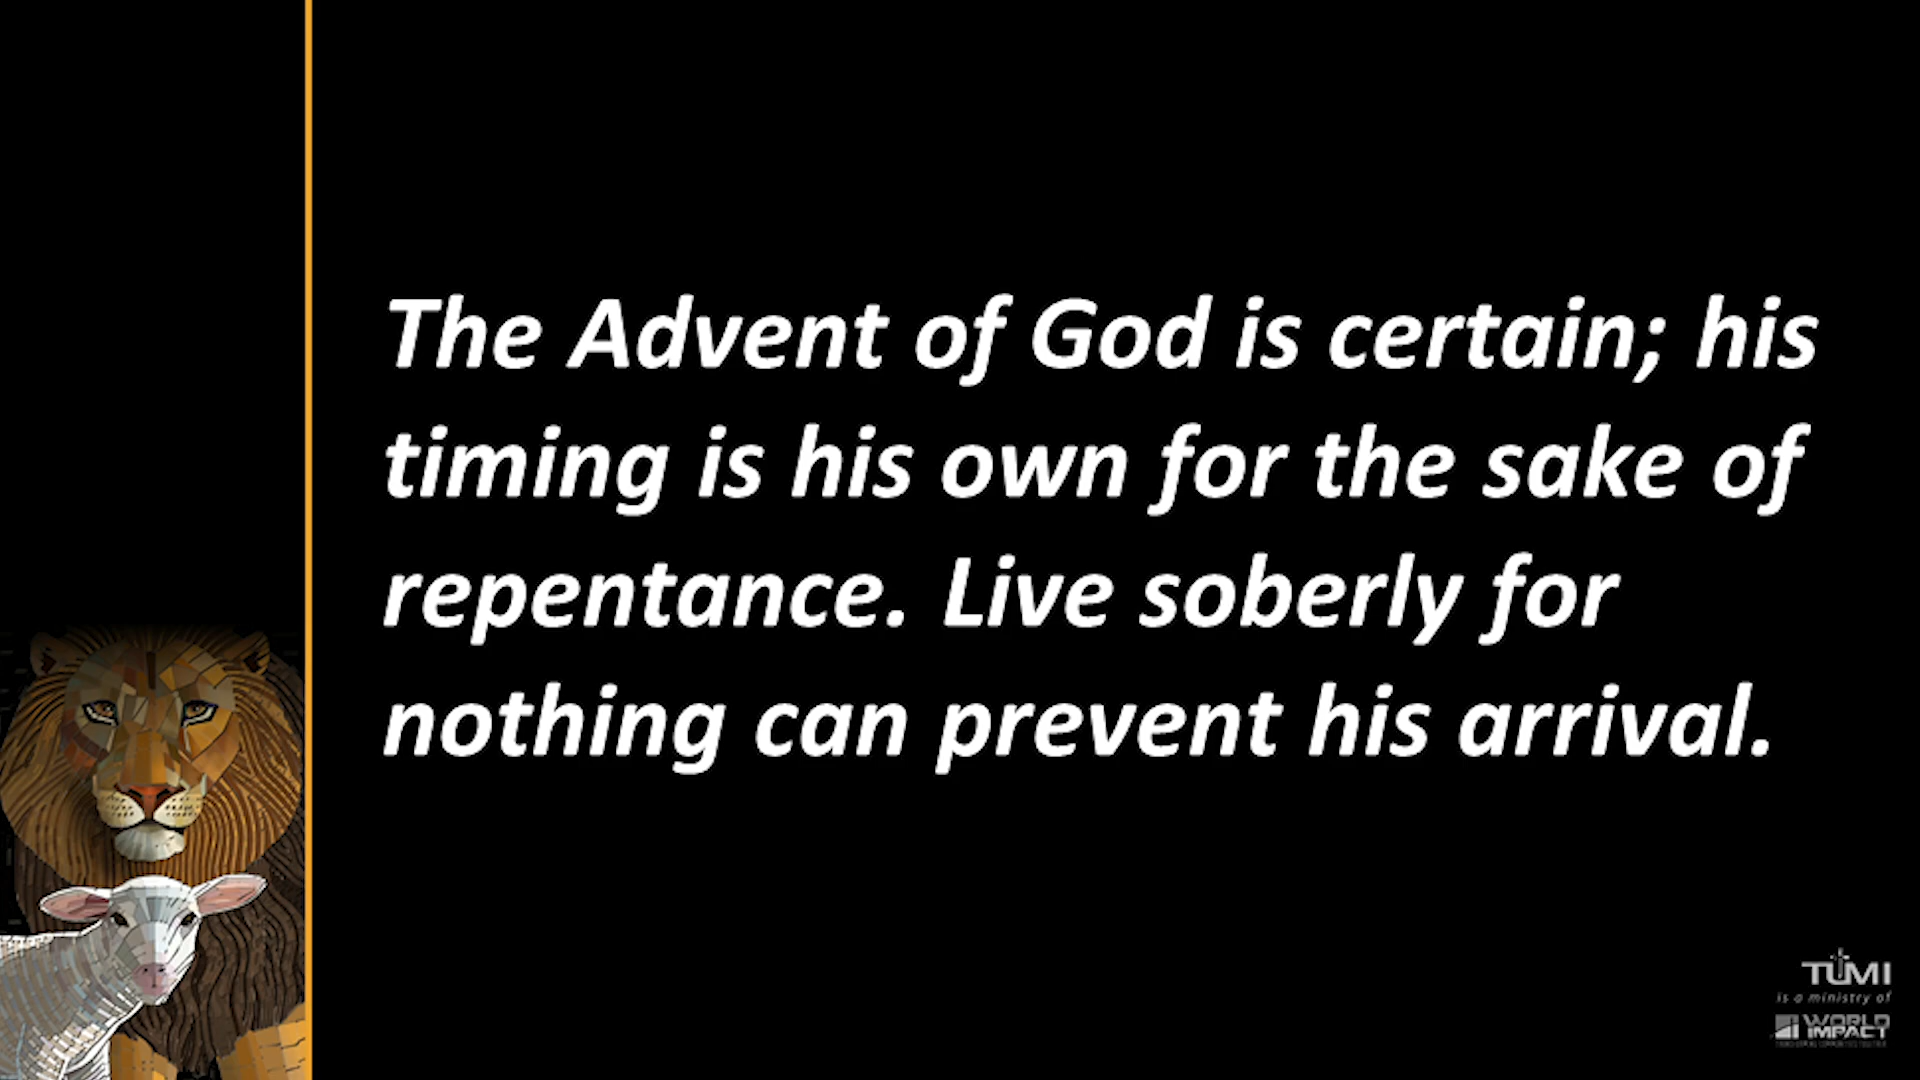 The Advent of God is certain; his
timing is his own for the sake of
repentance. Live soberly for
nothing can prevent his arrival.
TUMI
is a ministry of
WORLD
IMPACT